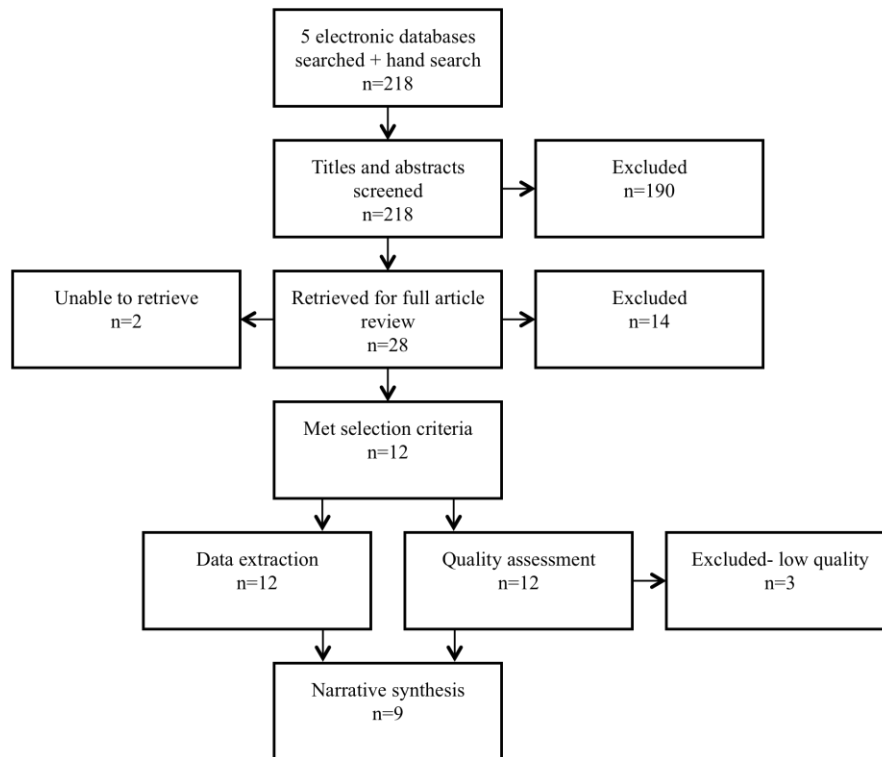 5 electronic databases
searched + hand search
n=218
Titles and abstracts
screened
n=218
Excluded
n=190
Unable to retrieve
n=2
Retrieved for full article
review
n=28
Excluded
n=14
Met selection criteria
n=12
Data extraction
n=12
Quality assessment
n=12
Excluded- low quality
n=3
Narrative synthesis
n=9